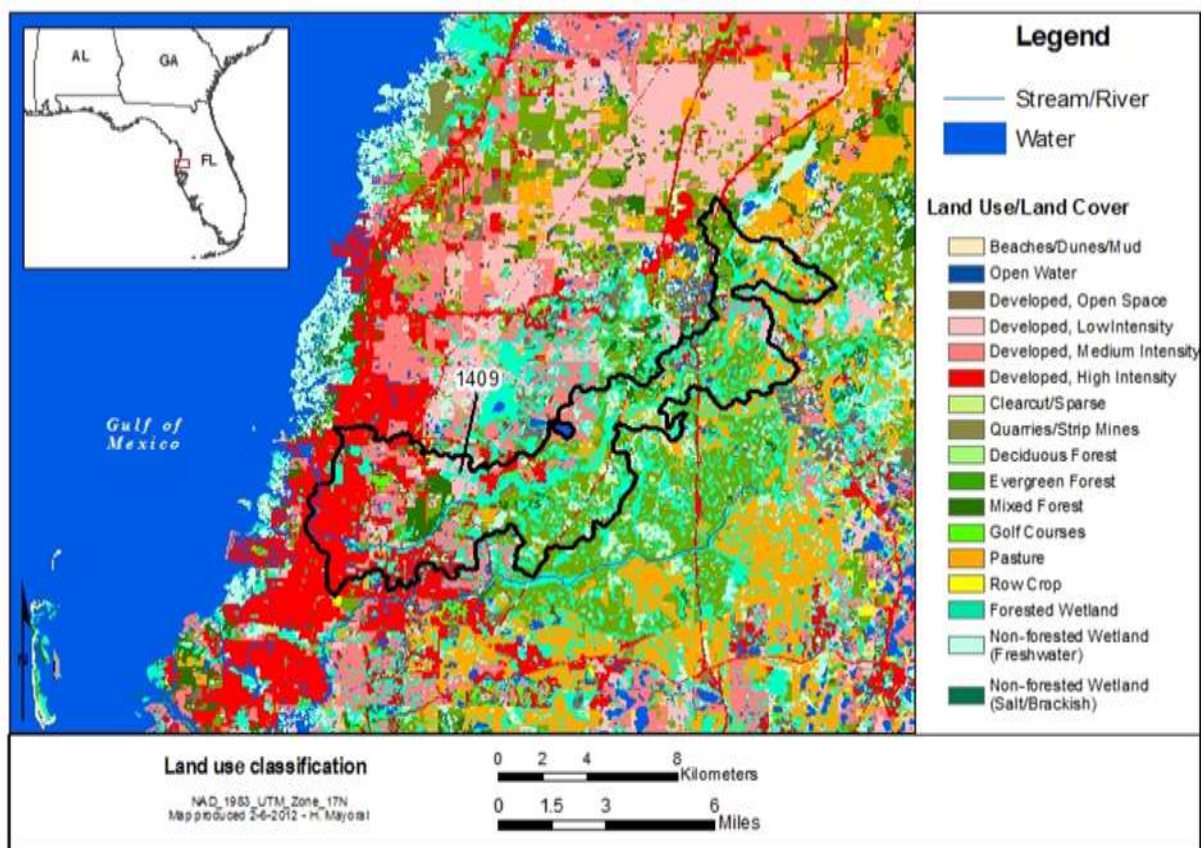 AL
GA
FL
Gulf of
Mexico
1409
N
Legend
Stream/River
Water
Land Use/Land Cover
Beaches/Dunes/Mud
Open Water
Developed, Open Space
Developed, Low Intensity
Developed, Medium Intensity
Developed, High Intensity
Clearcut/Sparse
Quarries/Strip Mines
Deciduous Forest
Evergreen Forest
Mixed Forest
Golf Courses
Pasture
Row Crop
Forested Wetland
Non-forested Wetland
(Freshwater)
Non-forested Wetland
(Salt/Brackish)
Land use classification
NAD_1983_UTM_Zone_17N
Map produced 2-6-2012 - H. Mayoral
0 2 4 8
Kilometers
0 1.5 3 6
Miles